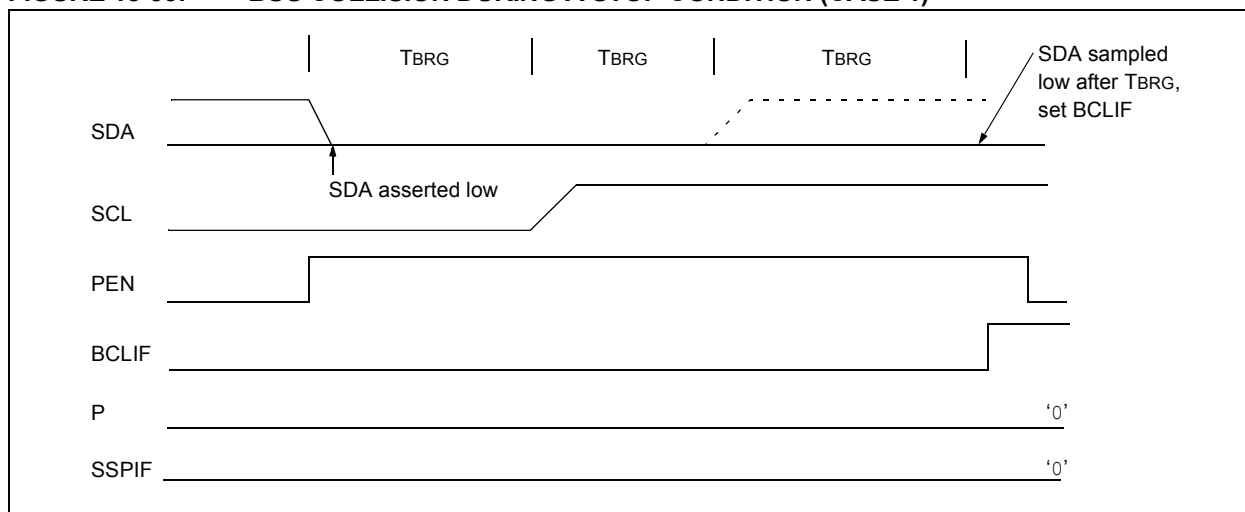 TBRG TBRG TBRG
SDA sampled
low after TBRG,
set BCLIF
SDA
SDA asserted low
SCL
PEN
BCLIF
P '0'
SSPIF '0'